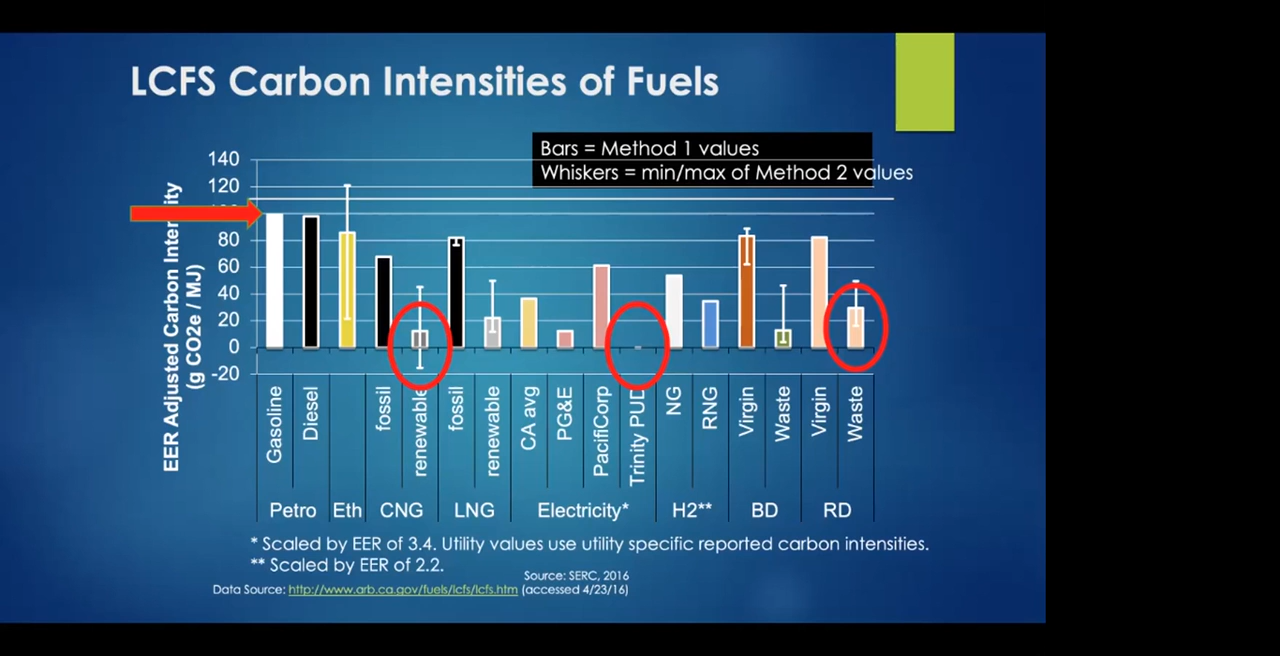 LCFS Carbon Intensities of Fuels
Bars = Method 1 values
Whiskers = min/max of Method 2 values
EER Adjusted Carbon Intensity
(g CO2e / MJ)
140
120
80
60
40
20
0
-20
Gasoline
Diesel
fossil
renewable
fossil
renewable
CA avg
PG&E
PacifiCorp
Trinity PUD
NG
RNG
Virgin
Waste
Virgin
Waste
Petro
Eth
CNG
LNG
Electricity*
H2**
BD
RD
* Scaled by EER of 3.4. Utility values use utility specific reported carbon intensities.
** Scaled by EER of 2.2.
Source: SERC, 2016
Data Source: http://www.arb.ca.gov/fuels/lcfs/lcfs.htm (accessed 4/23/16)